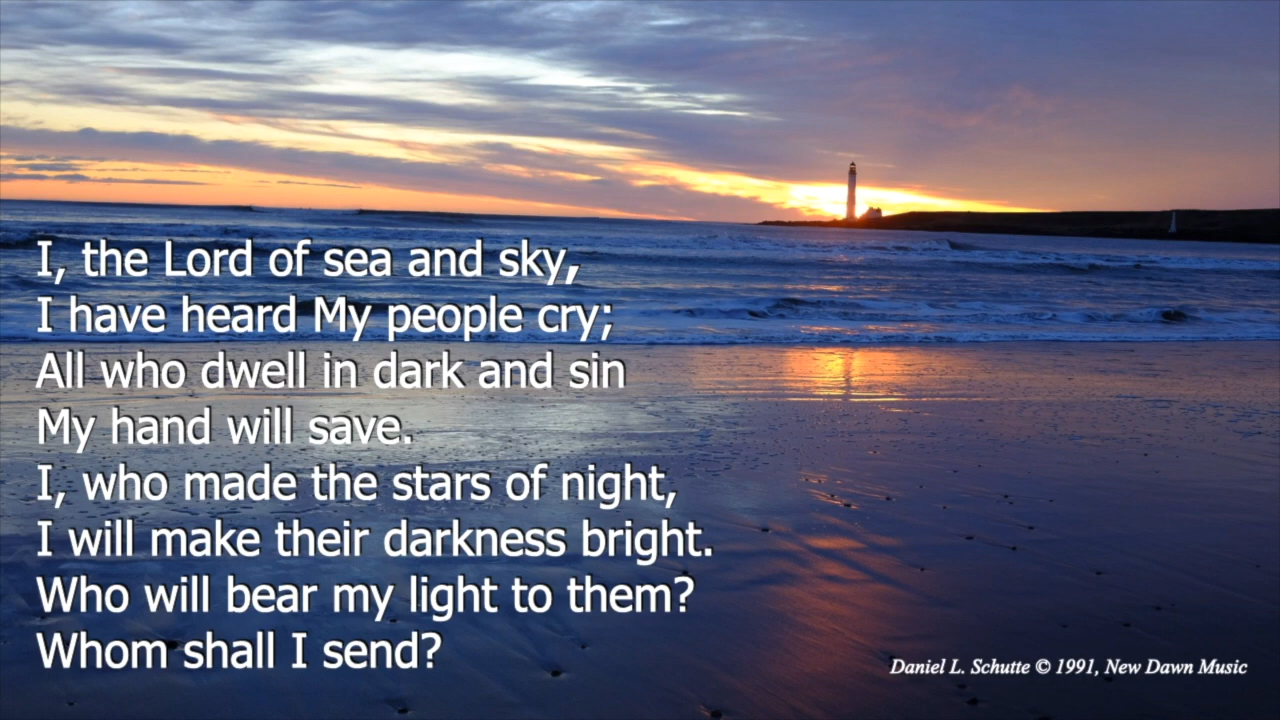 I, the Lord of sea and sky,
I have heard My people cry;
All who dwell in dark and sin
My hand will save.
I, who made the stars of night,
I will make their darkness bright.
Who will bear my light to them?
Whom shall I send?
Daniel L. Schutte © 1991, New Dawn Music